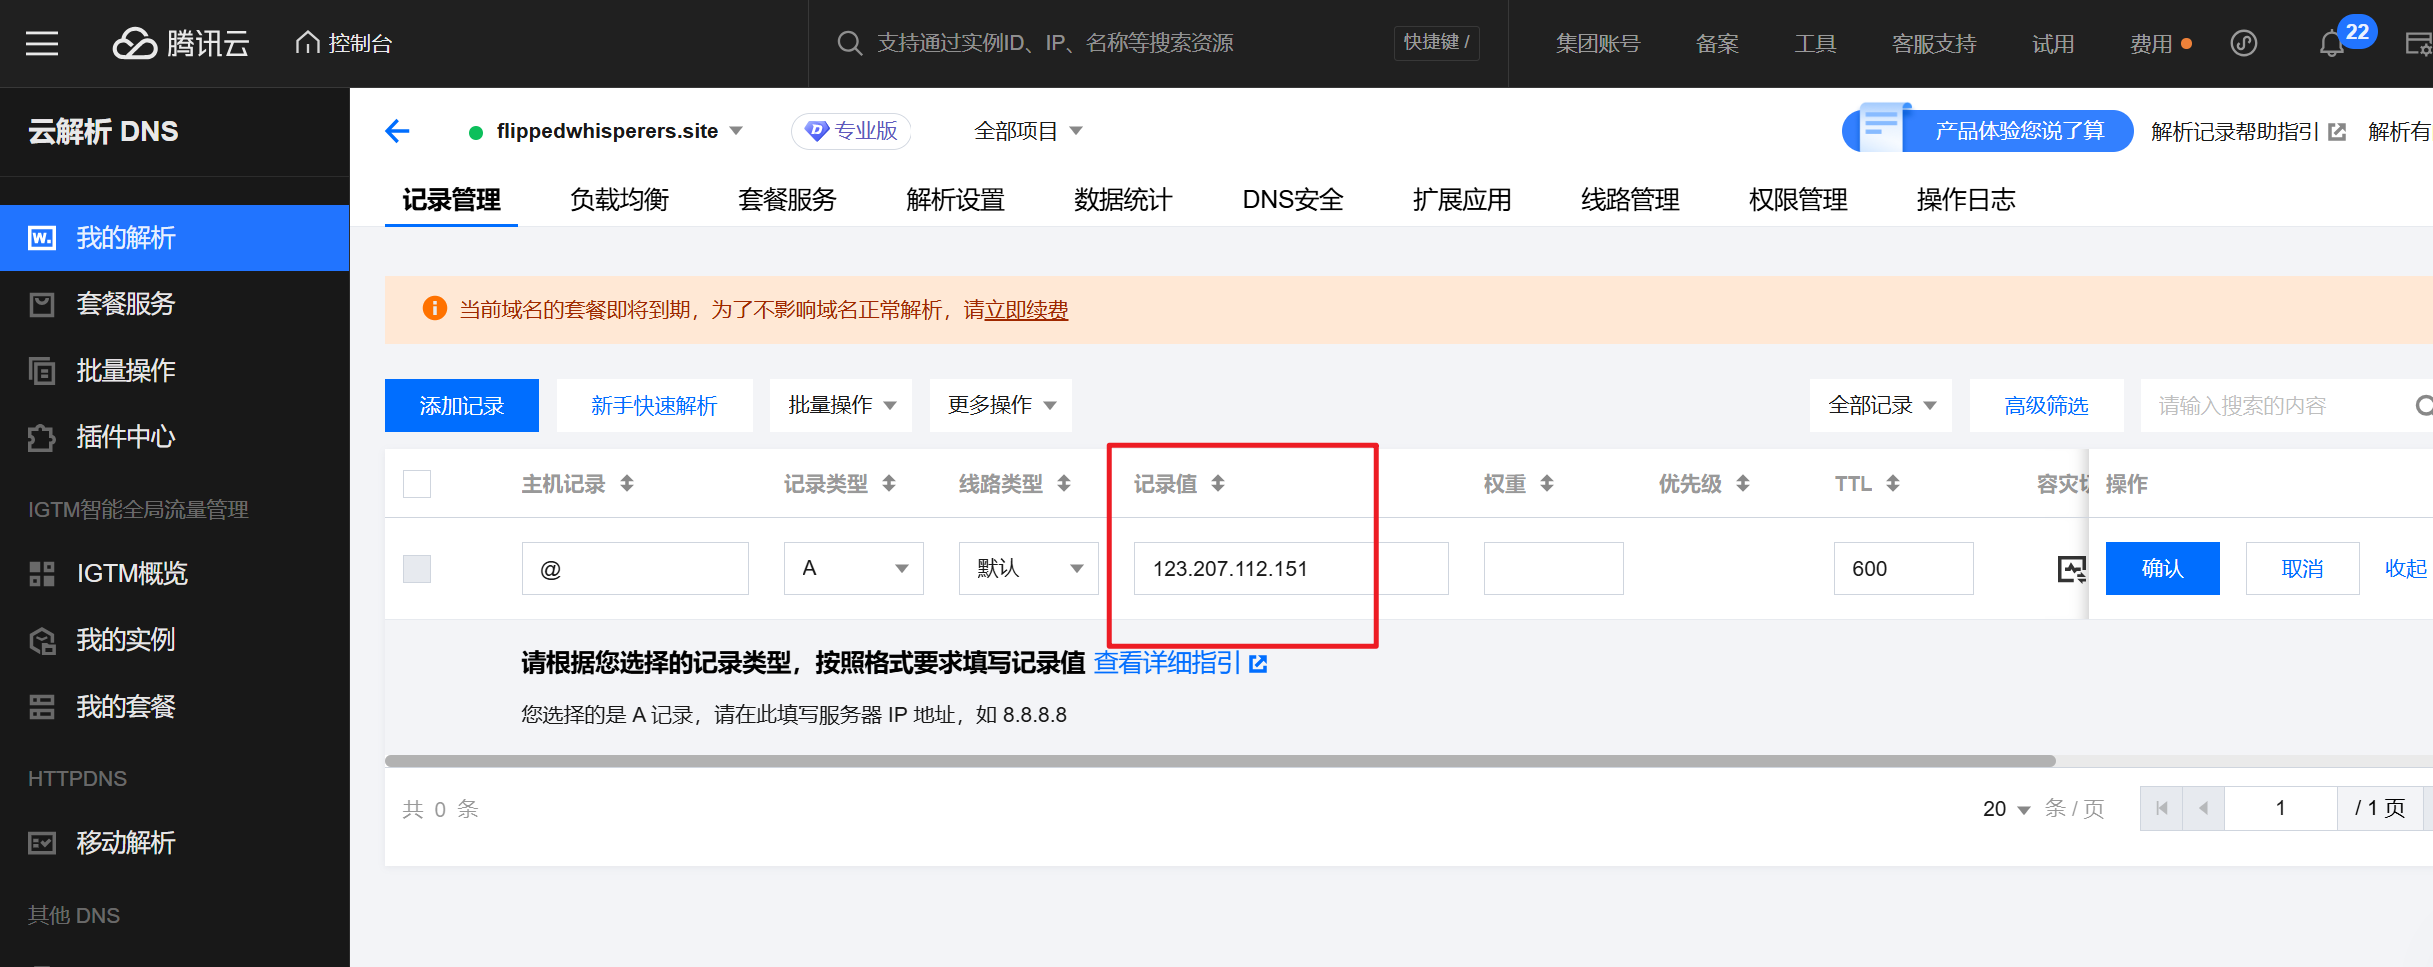 腾讯云
控制台
支持通过实例ID、IP、名称等搜索资源
快捷键 /
集团账号
备案
工具
客服支持
试用
费用
22
云解析 DNS
我的解析
套餐服务
批量操作
插件中心
IGTM智能全局流量管理
IGTM概览
我的实例
我的套餐
HTTPDNS
移动解析
其他 DNS
flippedwhisperers.site
D 专业版
全部项目
产品体验您说了算
解析记录帮助指引
解析有
记录管理
负载均衡
套餐服务
解析设置
数据统计
DNS安全
扩展应用
线路管理
权限管理
操作日志
当前域名的套餐即将到期，为了不影响域名正常解析，请立即续费
添加记录
新手快速解析
批量操作
更多操作
全部记录
高级筛选
请输入搜索的内容
主机记录
记录类型
线路类型
记录值
权重
优先级
TTL
容灾
操作
@
A
默认
123.207.112.151
600
确认
取消
收起
请根据您选择的记录类型，按照格式要求填写记录值 查看详细指引
您选择的是 A 记录，请在此填写服务器 IP 地址，如 8.8.8.8
共 0 条
20 条 / 页
1
/ 1 页